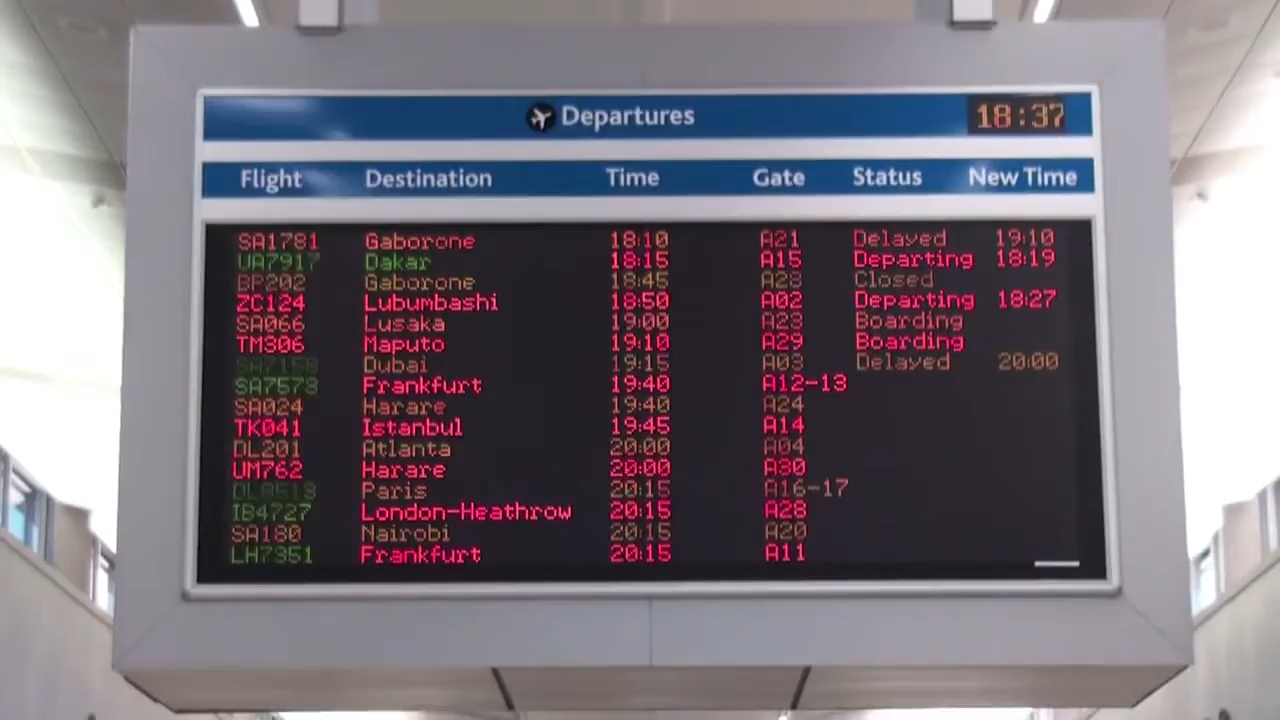 Departures 18:37
Flight Destination Time Gate Status New Time
SA1781 Gaborone 18:10 A21 Delayed 19:10
UA7917 Dakar 18:15 A15 Departing 18:19
BP202 Gaborone 18:45 A28 Closed
ZC124 Lubumbashi 18:50 A02 Departing 18:27
SA066 Lusaka 19:00 A23 Boarding
TM306 Maputo 19:10 A29 Boarding
SA7158 Dubai 19:15 A03 Delayed 20:00
SA7573 Frankfurt 19:40 A12-13
SA024 Harare 19:40 A24
TK041 Istanbul 19:45 A14
DL201 Atlanta 20:00 A04
UM762 Harare 20:00 A30
Paris 20:15 A16-17
IB4727 London-Heathrow 20:15 A28
SA180 Nairobi 20:15 A20
LH7351 Frankfurt 20:15 A11